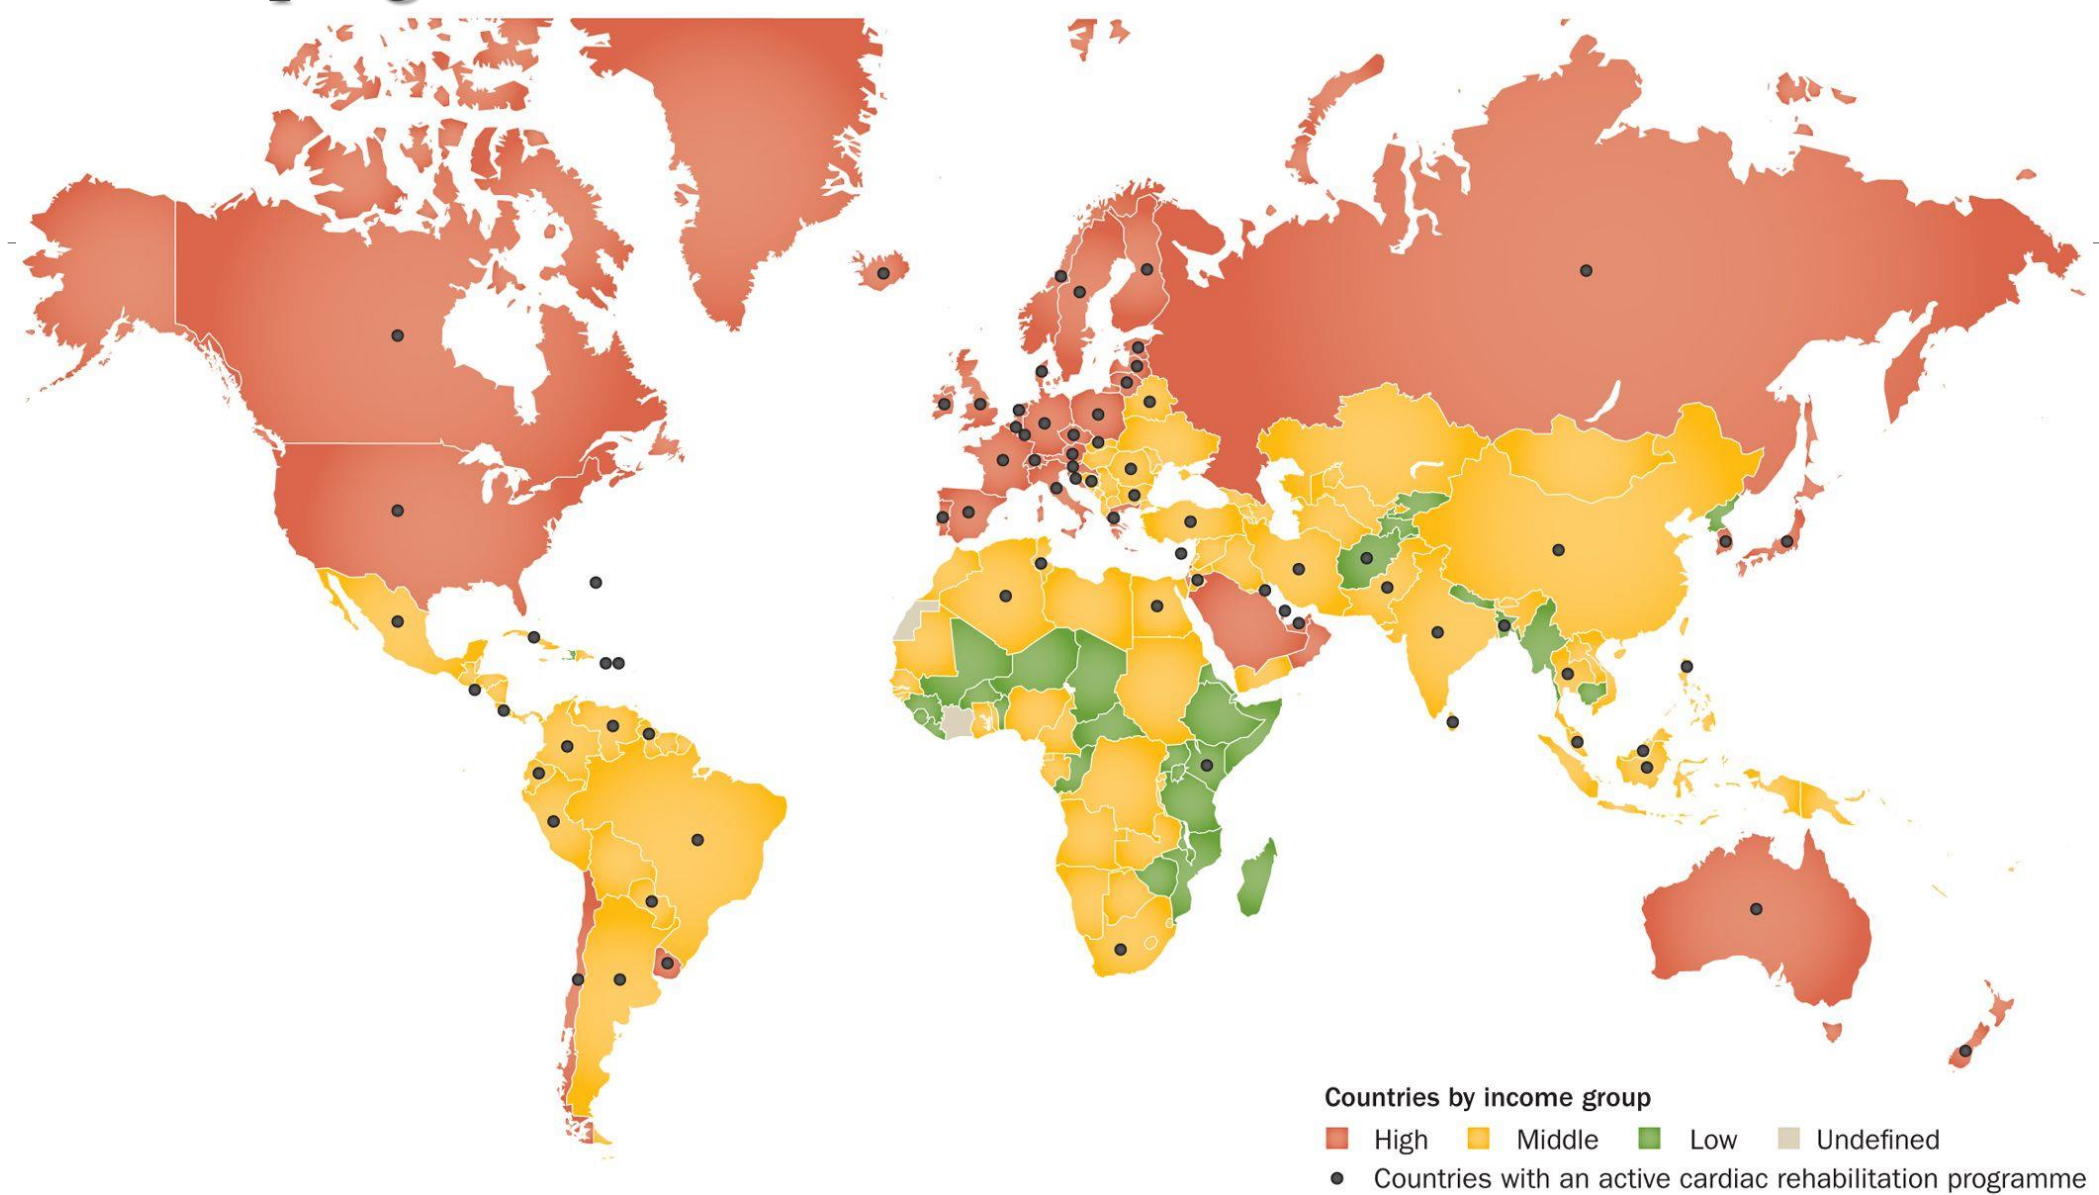 Countries by income group
High Middle Low Undefined
Countries with an active cardiac rehabilitation programme